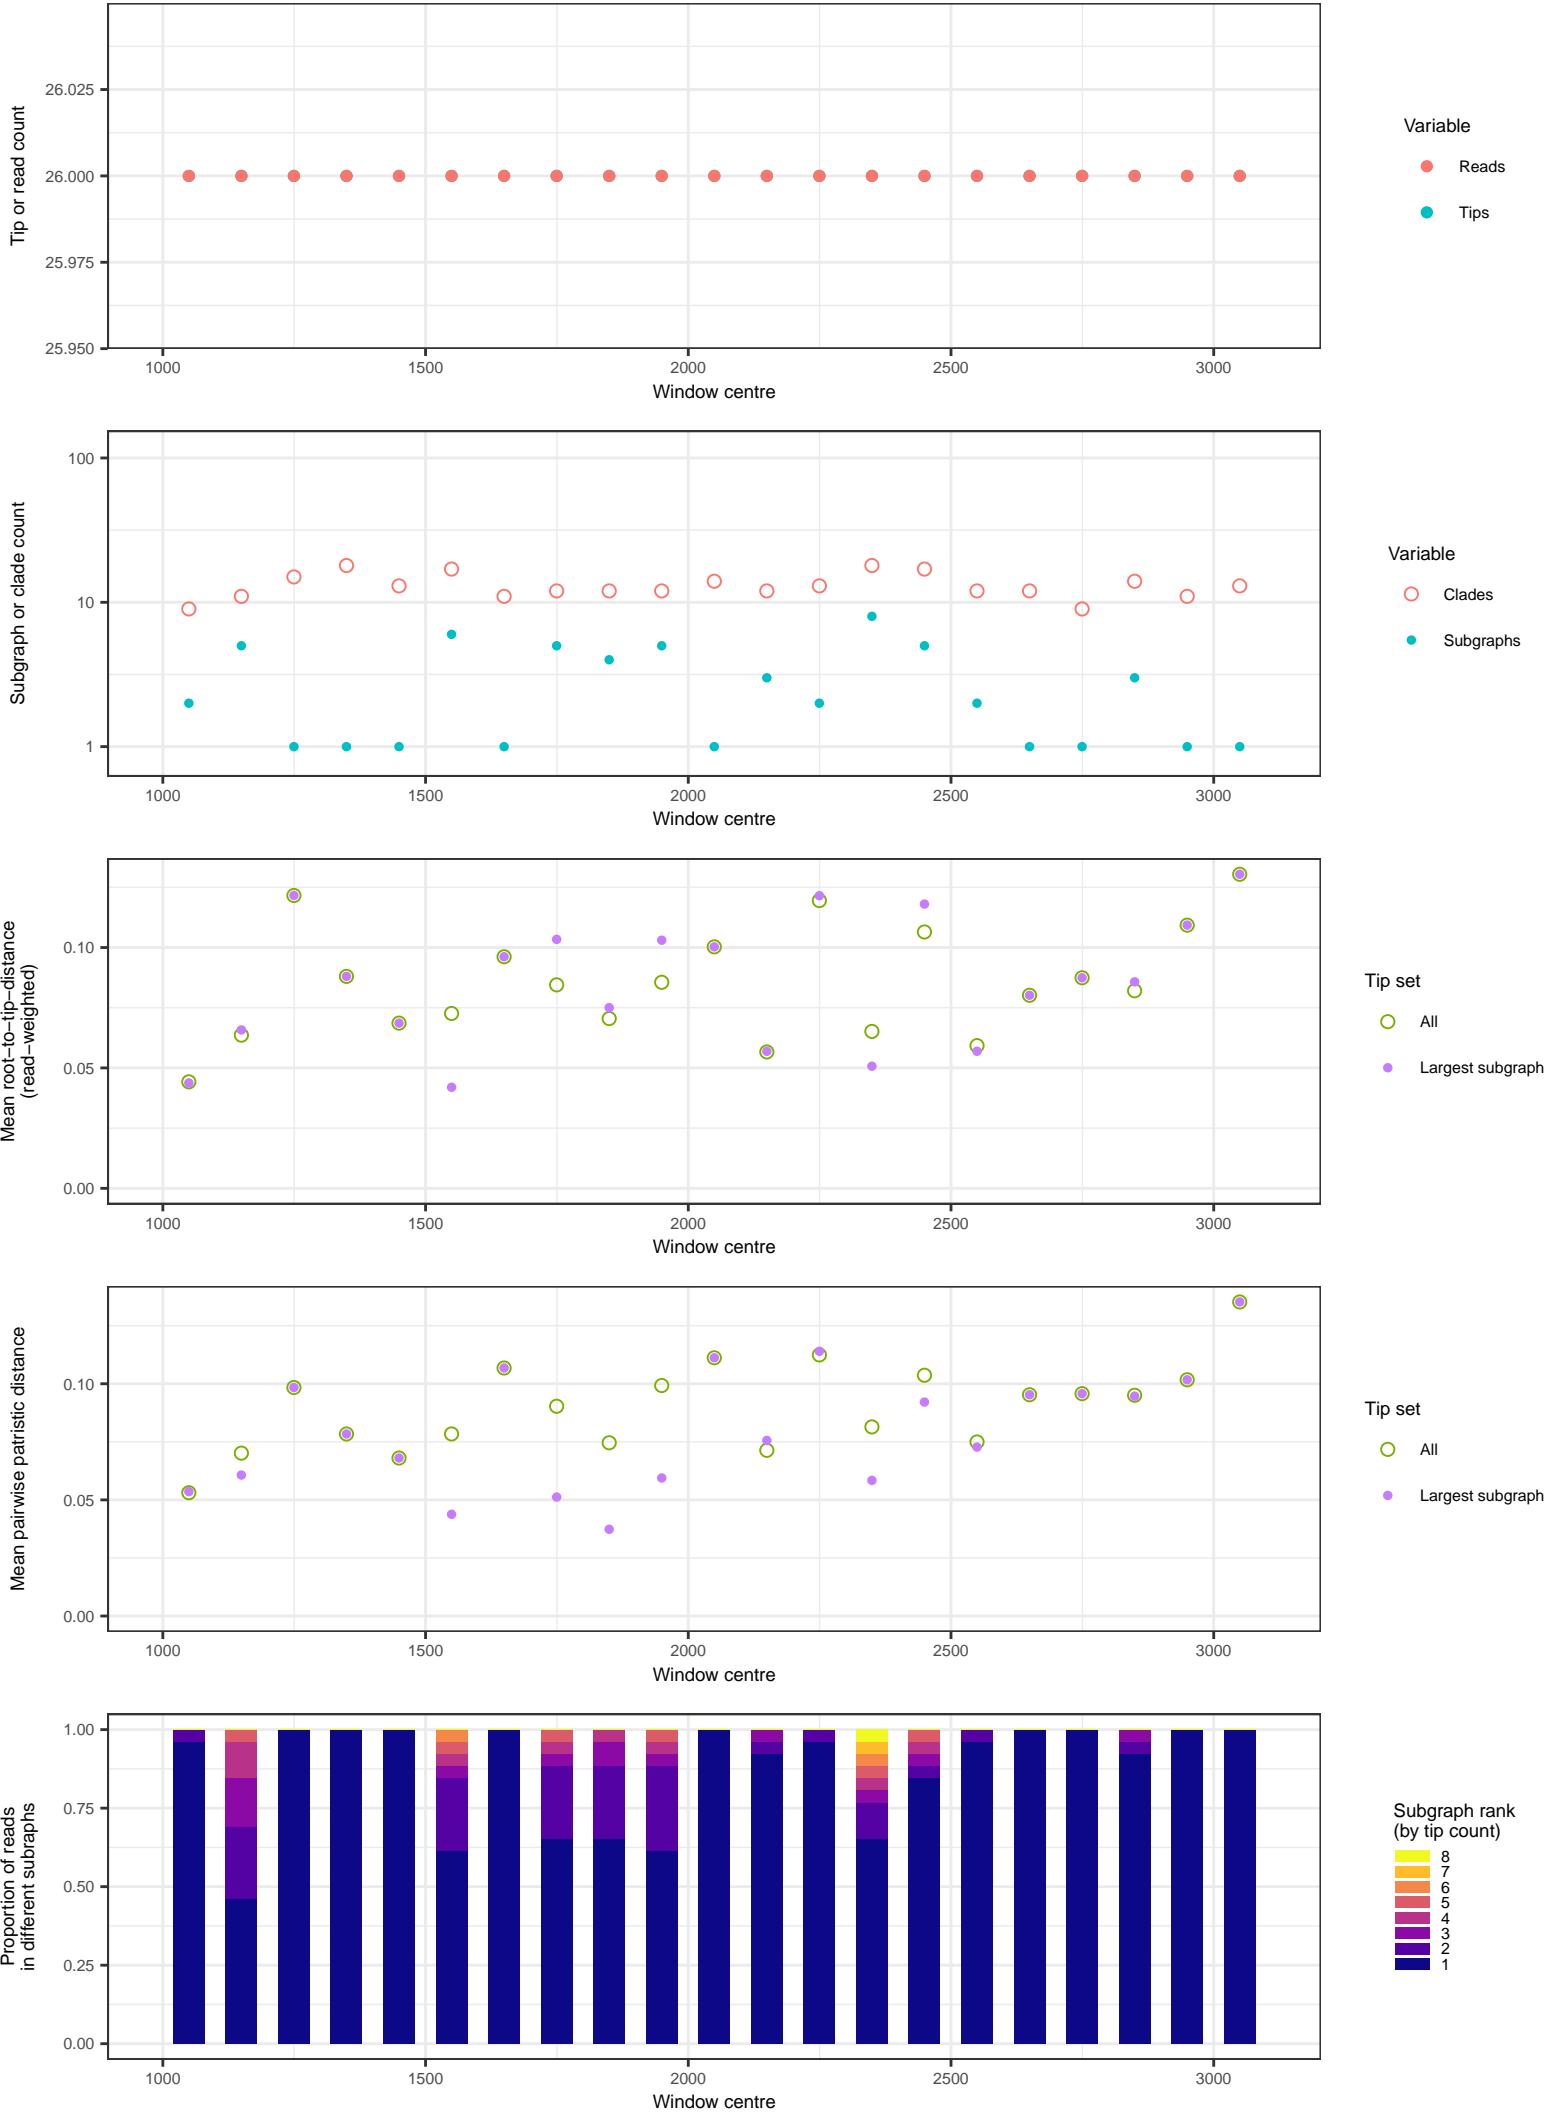 Tip or read count
26.025
26.000
25.975
25.950
1000 1500 2000 2500 3000
Window centre
Variable
Reads
Tips
Subgraph or clade count
100
10
1
1000 1500 2000 2500 3000
Window centre
Variable
Clades
Subgraphs
Mean root−to−tip−distance
(read−weighted)
0.10
0.05
0.00
1000 1500 2000 2500 3000
Window centre
Tip set
All
Largest subgraph
Mean pairwise patristic distance
0.10
0.05
0.00
1000 1500 2000 2500 3000
Window centre
Tip set
All
Largest subgraph
Proportion of reads
in different subraphs
1.00
0.75
0.50
0.25
0.00
1000 1500 2000 2500 3000
Window centre
Subgraph rank
(by tip count)
8
7
6
5
4
3
2
1